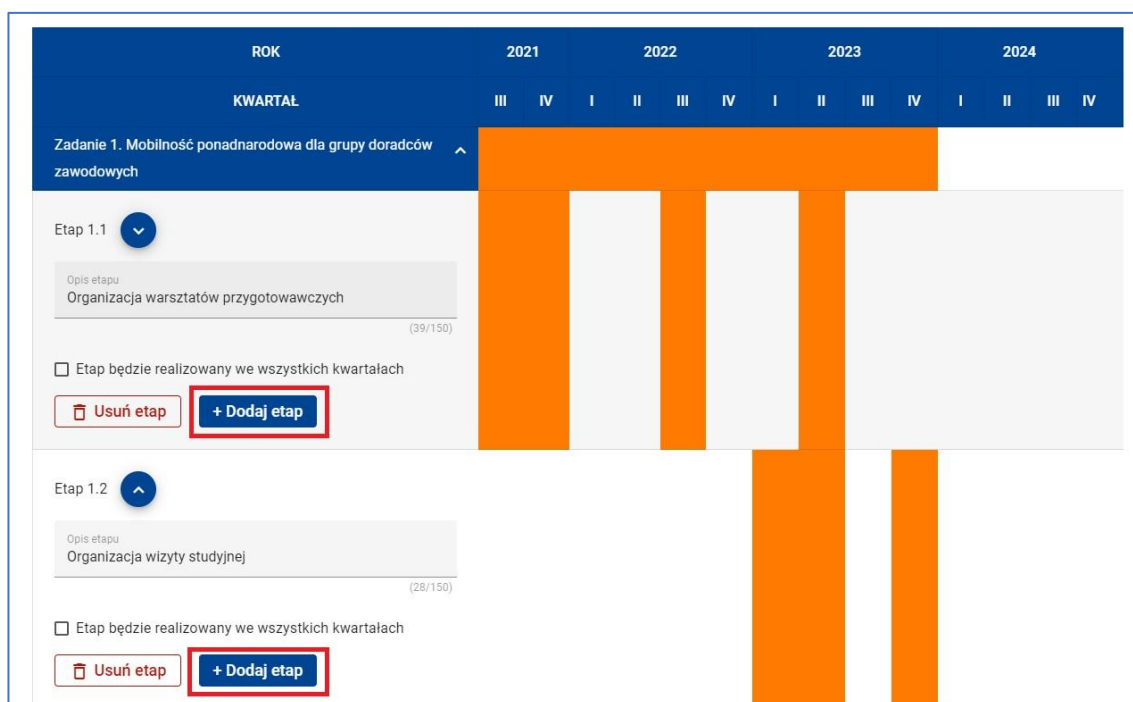 ROK 2021 2022 2023 2024
KWARTAŁ III IV I II III IV I II III IV I II III IV
Zadanie 1. Mobilność ponadnarodowa dla grupy doradców
zawodowych
Etap 1.1
Opis etapu
Organizacja warsztatów przygotowawczych
(39/150)
Etap będzie realizowany we wszystkich kwartałach
Usuń etap + Dodaj etap
Etap 1.2
Opis etapu
Organizacja wizyty studyjnej
(28/150)
Etap będzie realizowany we wszystkich kwartałach
Usuń etap + Dodaj etap